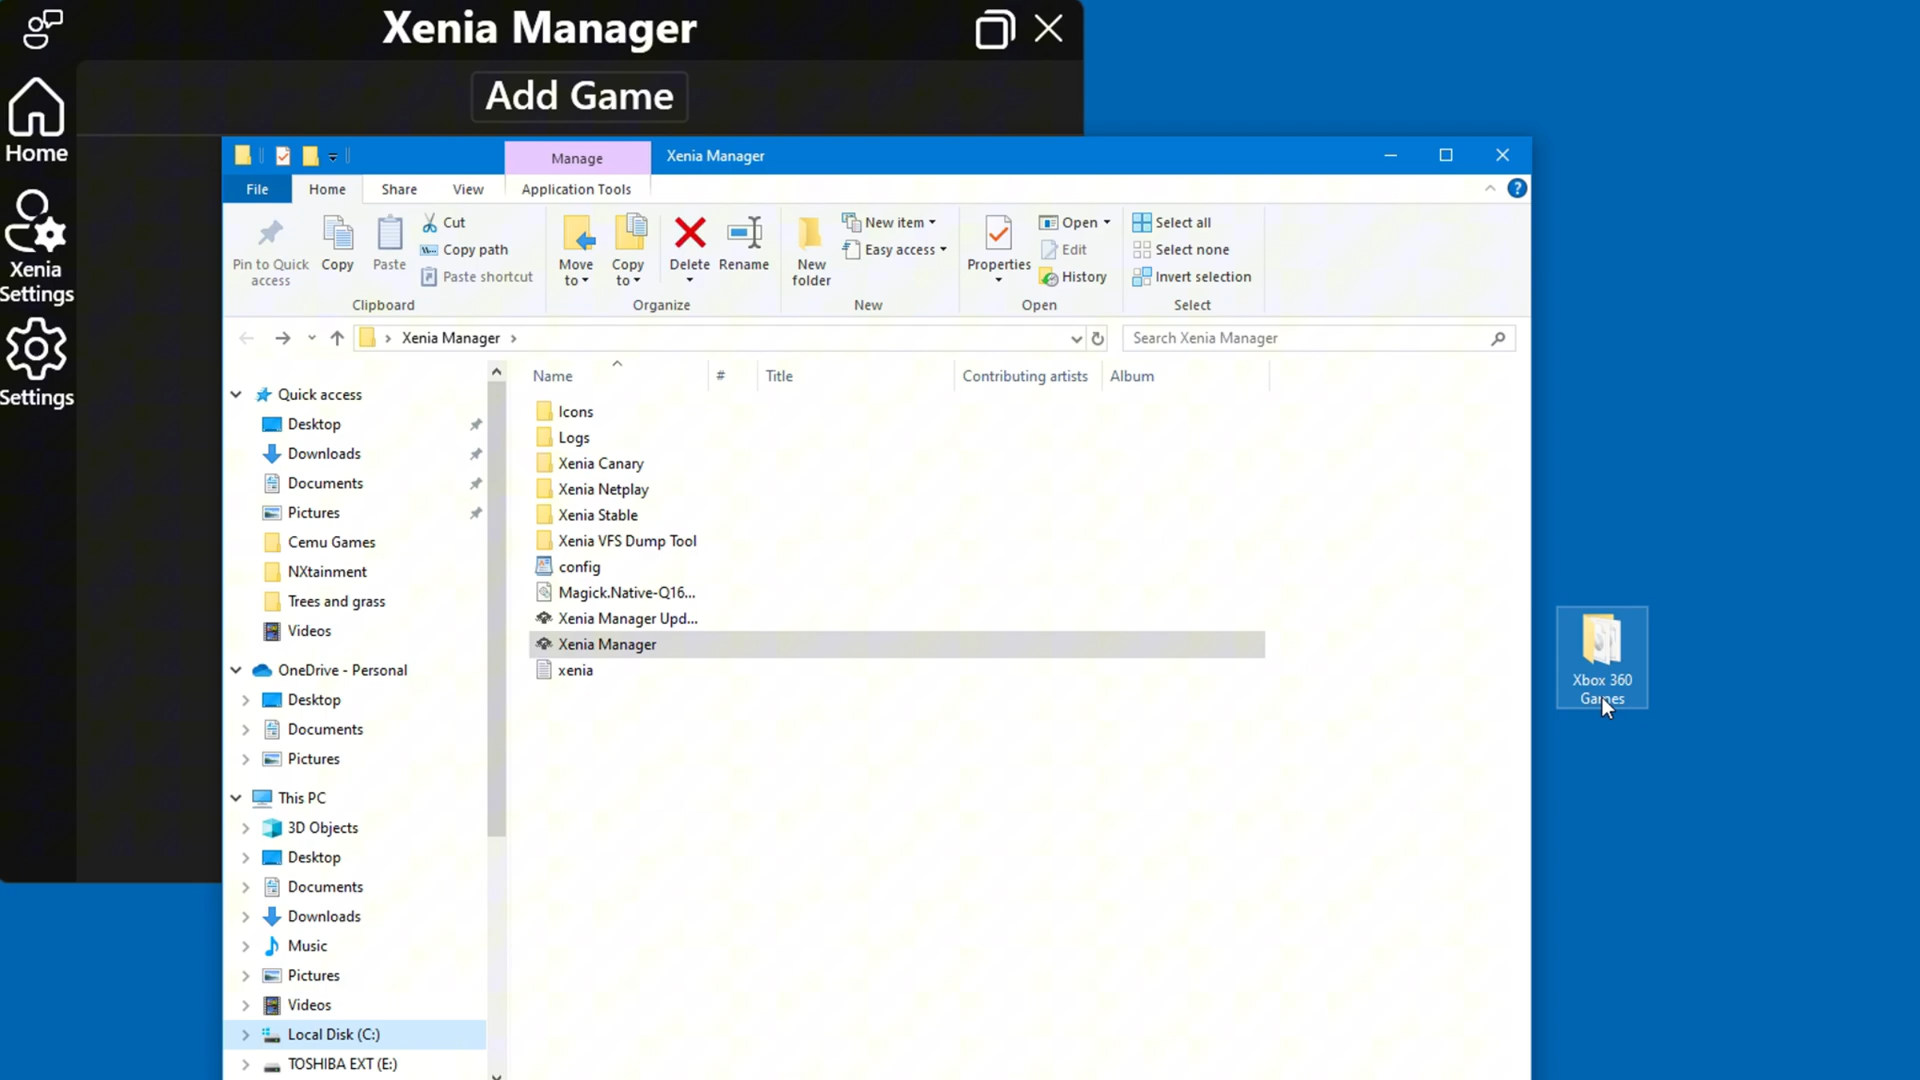 Xenia Manager
Add Game
Home
Xenia
Settings
Settings
Manage
Xenia Manager
File
Home
Share
View
Application Tools
?
Pin to Quick
access
Copy
Paste
Cut
Copy path
Paste shortcut
Clipboard
Move
to
Copy
to
Delete
Rename
Organize
New
folder
New item
Easy access
New
Properties
Open
Edit
History
Open
Select all
Select none
Invert selection
Select
Xenia Manager
Search Xenia Manager
Name
#
Title
Contributing artists
Album
Icons
Logs
Xenia Canary
Xenia Netplay
Xenia Stable
Xenia VFS Dump Tool
config
Magick.Native-Q16...
Xenia Manager Upd...
Xenia Manager
xenia
Quick access
Desktop
Downloads
Documents
Pictures
Cemu Games
NXtainment
Trees and grass
Videos
OneDrive - Personal
Desktop
Documents
Pictures
This PC
3D Objects
Desktop
Documents
Downloads
Music
Pictures
Videos
Local Disk (C:)
TOSHIBA EXT (E:)
Xbox 360
Games